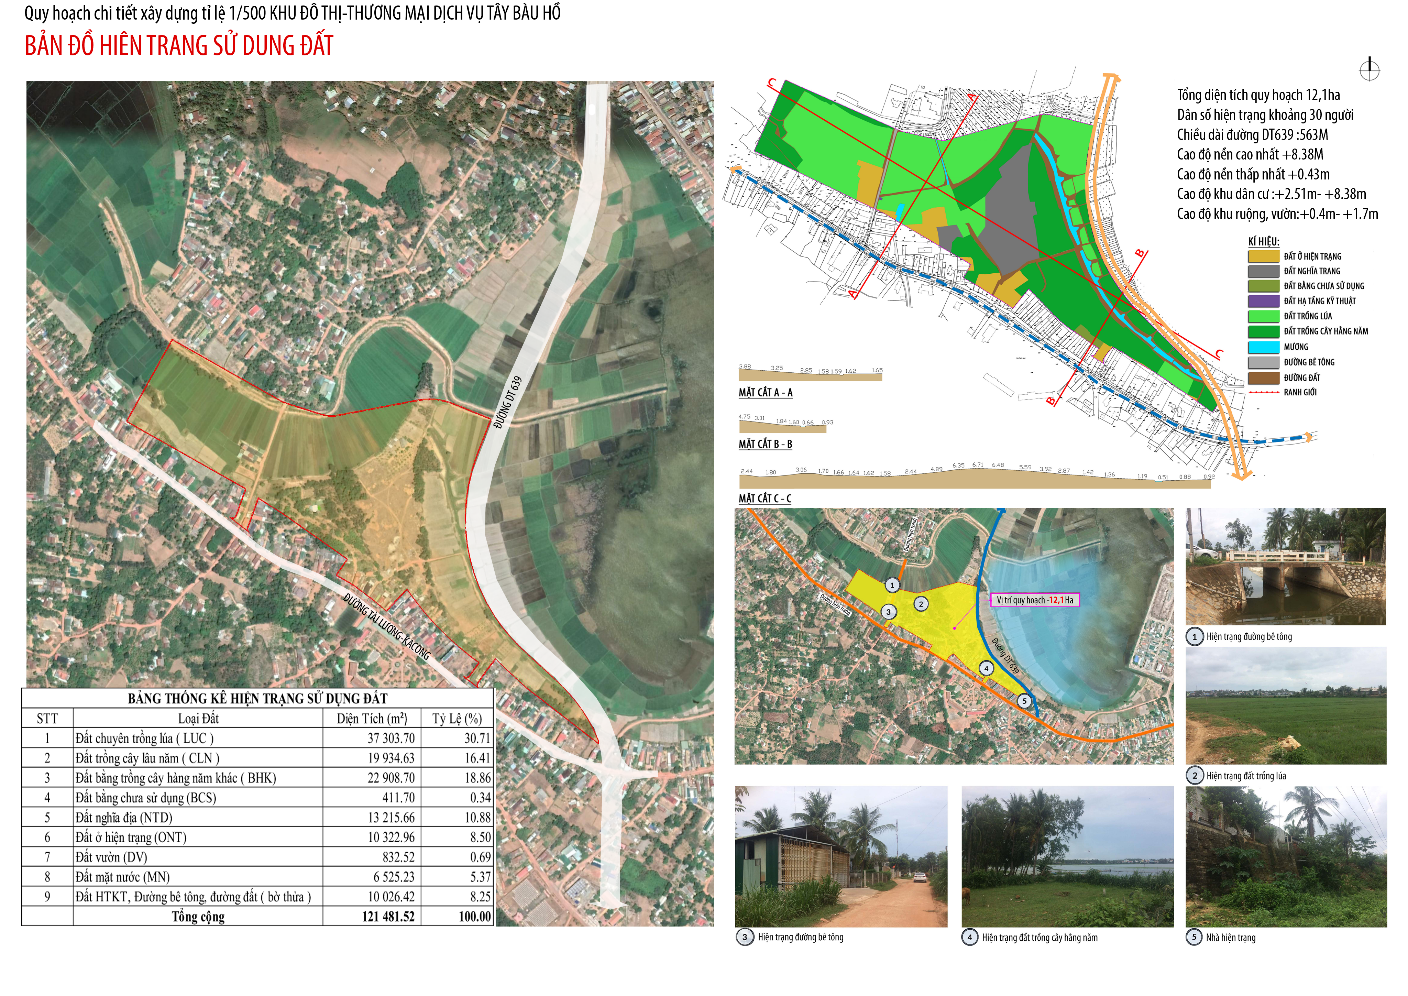 Quy hoạch chi tiết xây dựng tỉ lệ 1/500 KHU ĐÔ THỊ-THƯƠNG MẠI DỊCH VỤ TÂY BÀU HỒ
BẢN ĐỒ HIỆN TRẠNG SỬ DỤNG ĐẤT
ĐƯỜNG DT639
ĐƯỜNG TÀI LƯƠNG-KACONG
BẢNG THỐNG KÊ HIỆN TRẠNG SỬ DỤNG ĐẤT
STT Loại Đất Diện Tích (m²) Tỷ Lệ (%)
1 Đất chuyên trồng lúa ( LUC ) 37 303.70 30.71
2 Đất trồng cây lâu năm ( CLN ) 19 934.63 16.41
3 Đất bằng trồng cây hàng năm khác ( BHK) 22 908.70 18.86
4 Đất bằng chưa sử dụng (BCS) 411.70 0.34
5 Đất nghĩa địa (NTD) 13 215.66 10.88
6 Đất ở hiện trạng (ONT) 10 322.96 8.50
7 Đất vườn (DV) 832.52 0.69
8 Đất mặt nước (MN) 6 525.23 5.37
9 Đất HTKT, Đường bê tông, đường đất ( bờ thửa ) 10 026.42 8.25
Tổng cộng 121 481.52 100.00
C
A
A
B
B
C
Tổng diện tích quy hoạch 12,1ha
Dân số hiện trạng khoảng 30 người
Chiều dài đường DT639 :563M
Cao độ nền cao nhất +8.38M
Cao độ nền thấp nhất +0.43m
Cao độ khu dân cư :+2.51m- +8.38m
Cao độ khu ruộng, vườn:+0.4m- +1.7m
KÍ HIỆU:
ĐẤT Ở HIỆN TRẠNG
ĐẤT NGHĨA TRANG
ĐẤT BẰNG CHƯA SỬ DỤNG
ĐẤT HẠ TẦNG KỸ THUẬT
ĐẤT TRỒNG LÚA
ĐẤT TRỒNG CÂY HẰNG NĂM
MƯƠNG
ĐƯỜNG BÊ TÔNG
ĐƯỜNG ĐẤT
RANH GIỚI
MẶT CẮT A - A
MẶT CẮT B - B
MẶT CẮT C - C
Vị trí quy hoạch -12,1Ha
Đường DT639
1
2
3
4
5
1 Hiện trạng đường bê tông
2 Hiện trạng đất trồng lúa
3 Hiện trạng đường bê tông
4 Hiện trạng đất trồng cây hằng năm
5 Nhà hiện trạng